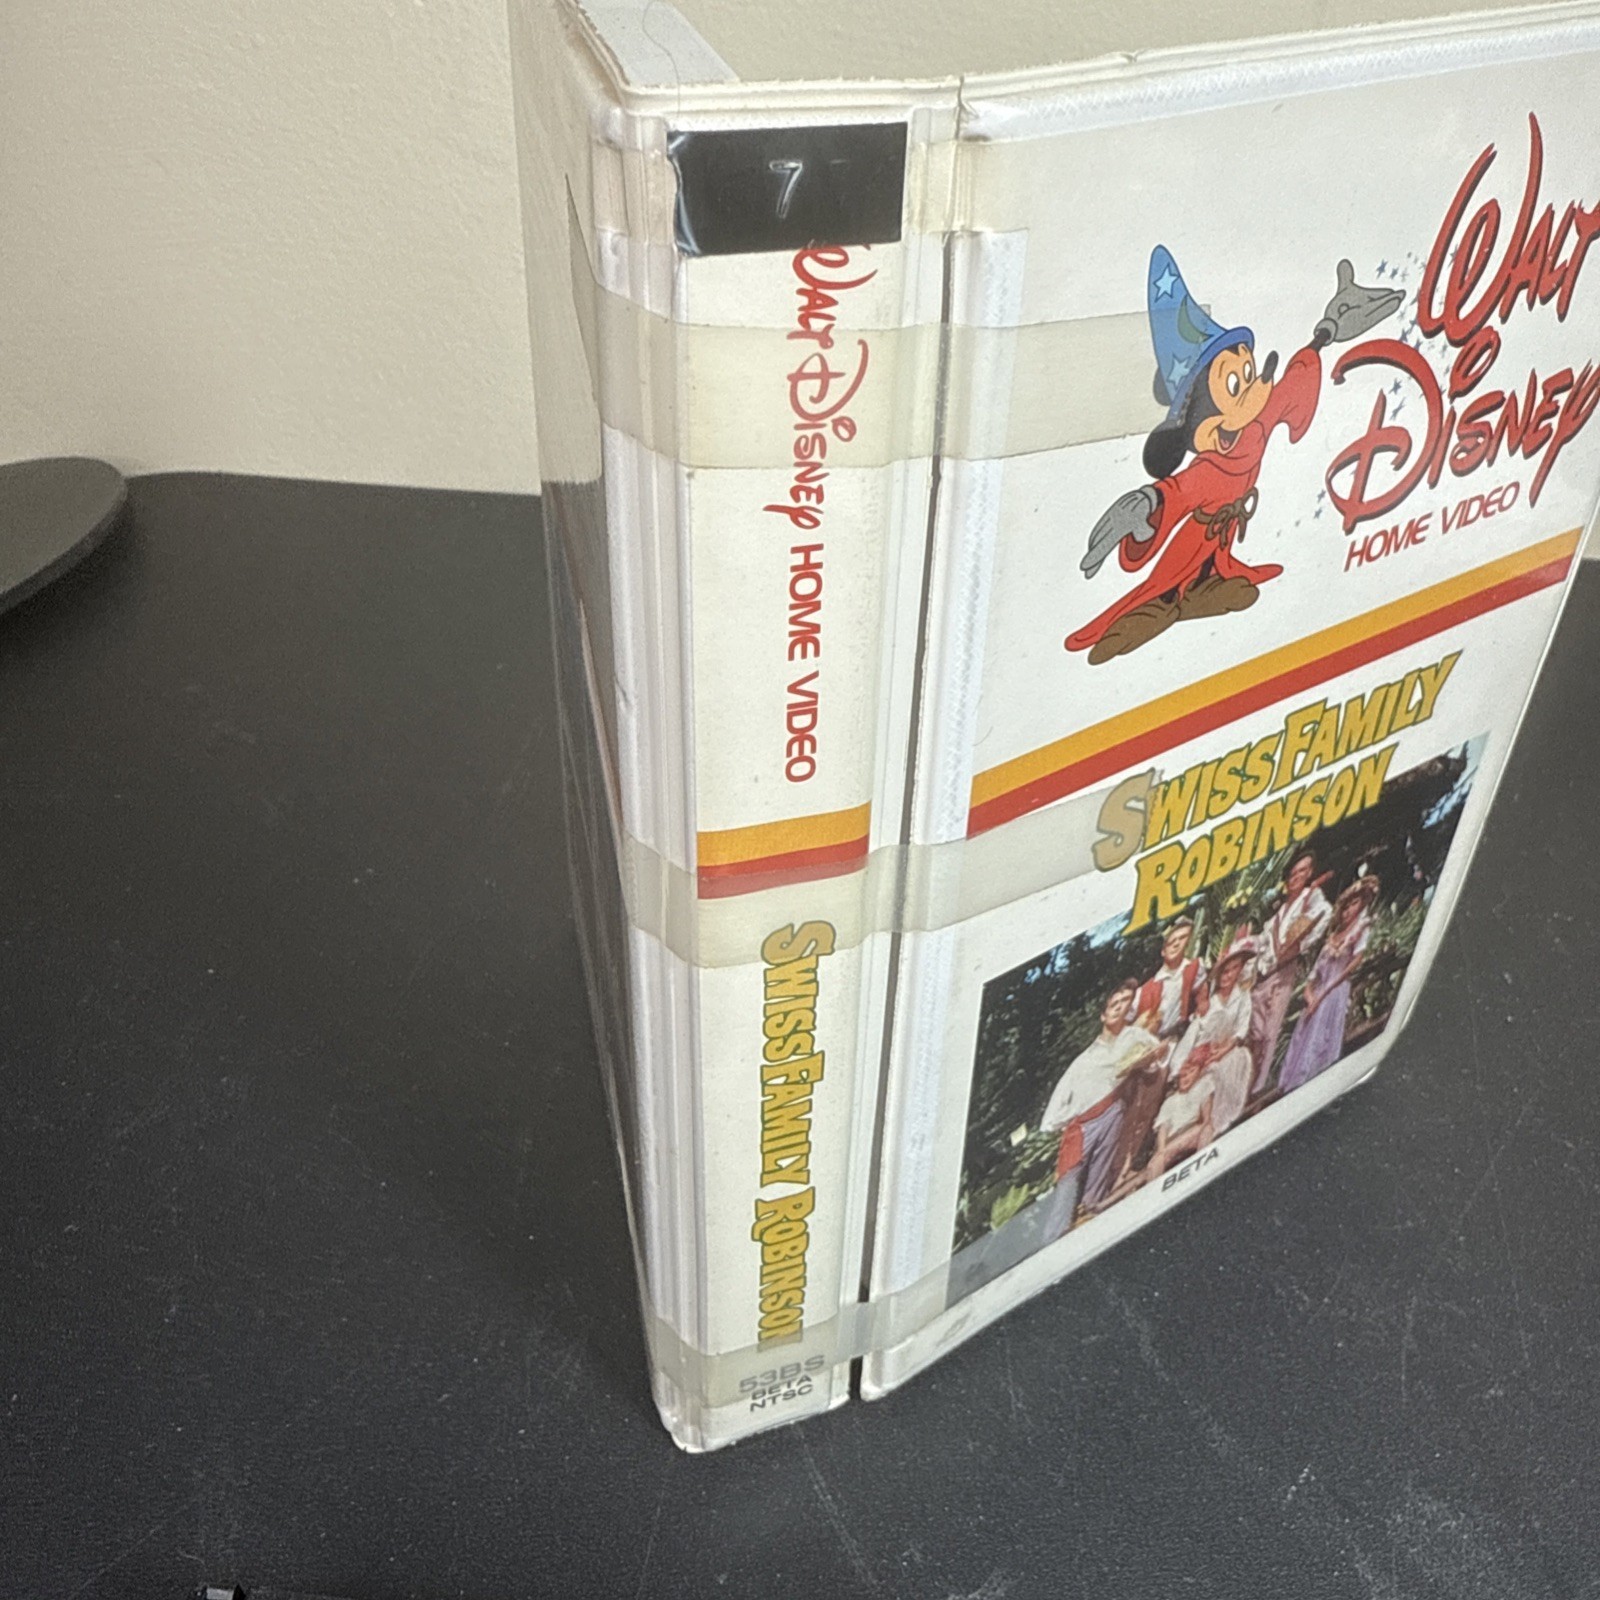 7
WALT DISNEY HOME VIDEO
SWISS FAMILY ROBINSON
53BS
BETA
NTSC
WALT
DISNEY
HOME VIDEO
SWISS FAMILY
ROBINSON
BETA